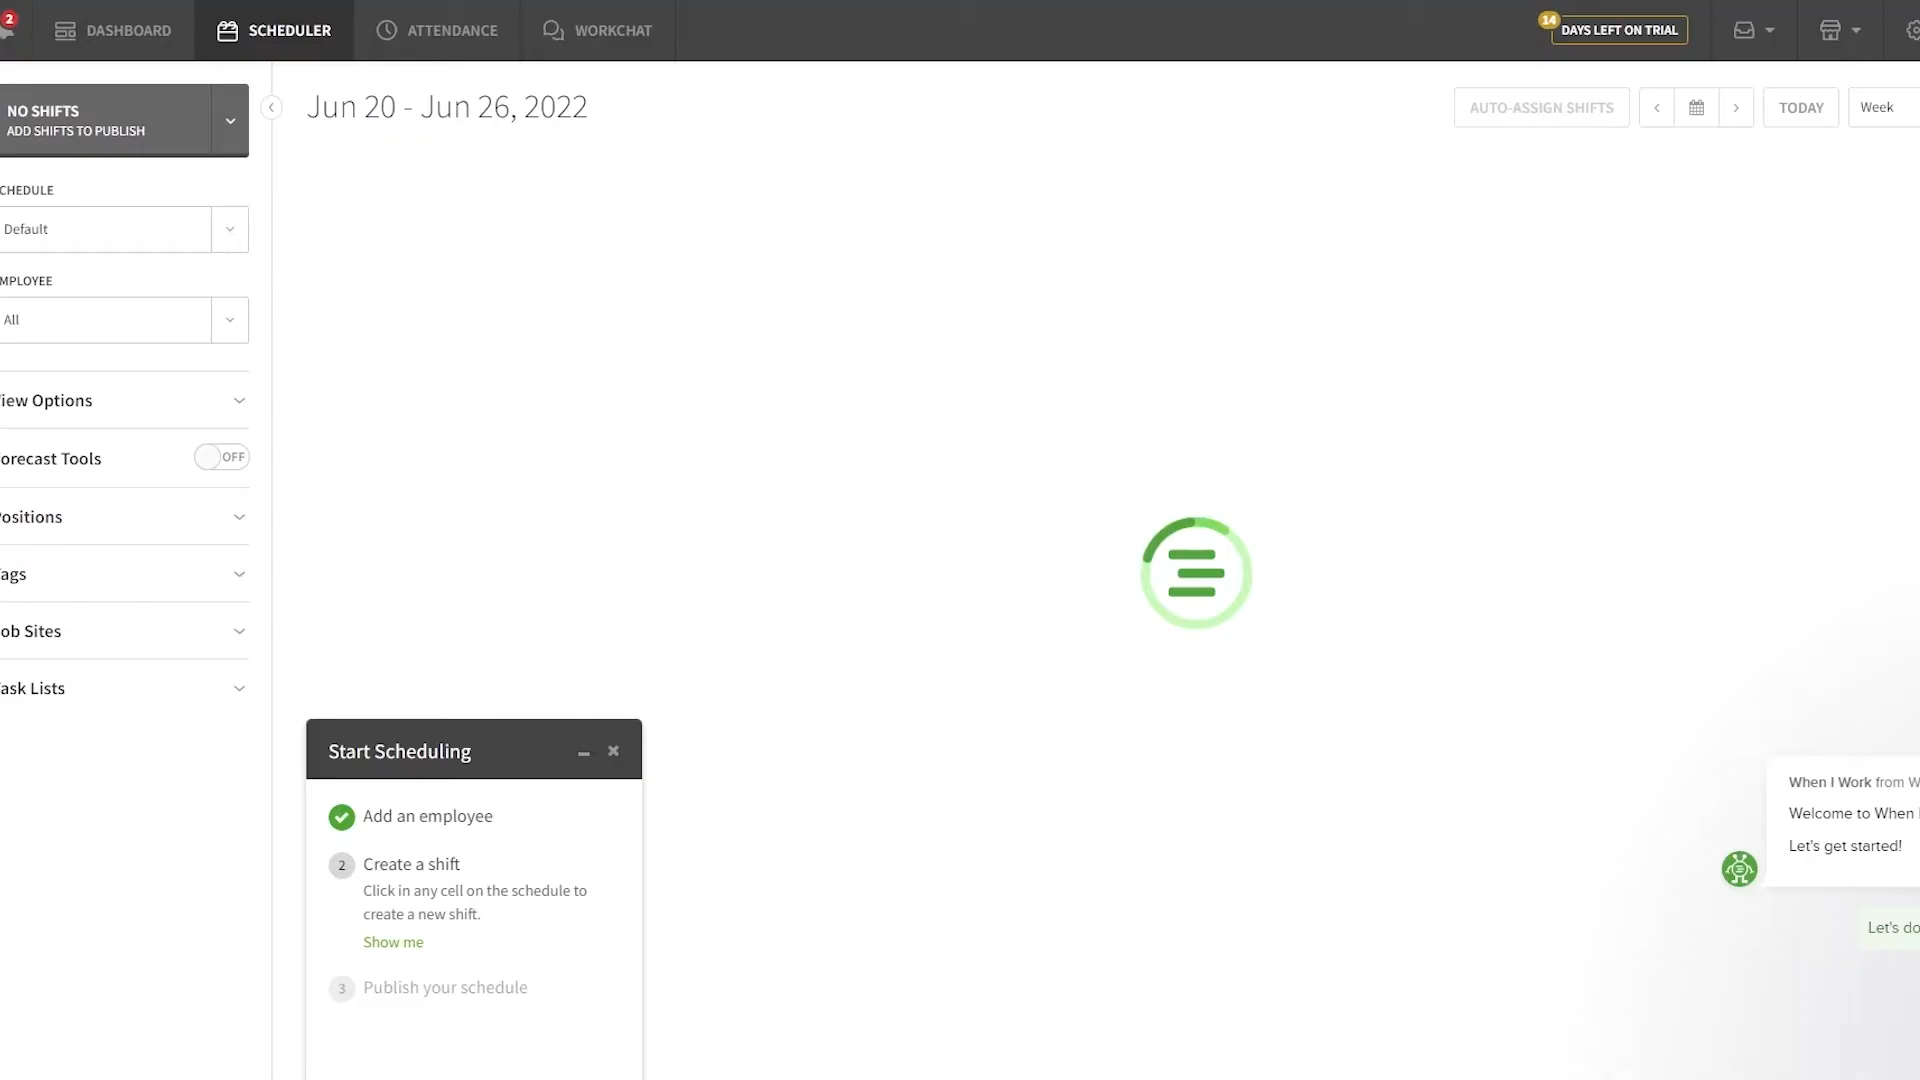 2
DASHBOARD
SCHEDULER
ATTENDANCE
WORKCHAT
14
DAYS LEFT ON TRIAL
NO SHIFTS
ADD SHIFTS TO PUBLISH
Jun 20 - Jun 26, 2022
AUTO-ASSIGN SHIFTS
TODAY
Week
CHEDULE
Default
MPLOYEE
All
iew Options
orecast Tools
OFF
ositions
ags
ob Sites
ask Lists
Start Scheduling
Add an employee
2
Create a shift
Click in any cell on the schedule to
create a new shift.
Show me
3
Publish your schedule
When I Work from W
Welcome to When I
Let's get started!
Let's do